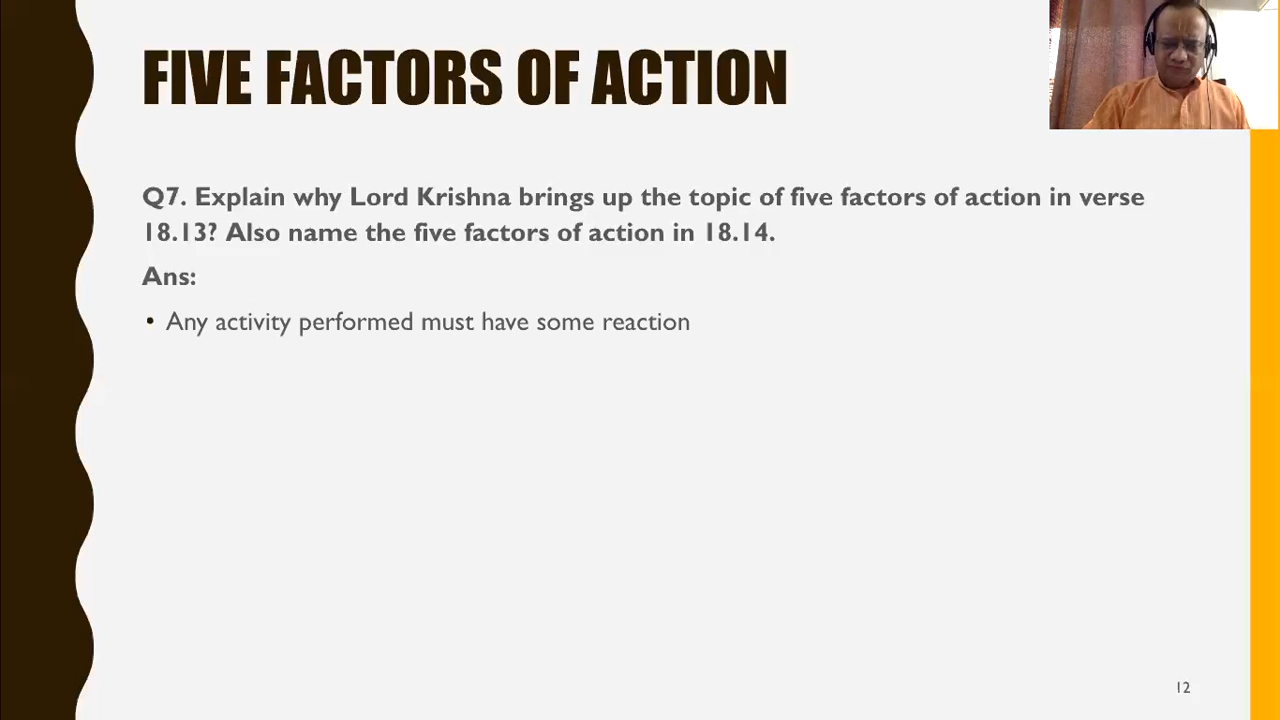 FIVE FACTORS OF ACTION
Q7. Explain why Lord Krishna brings up the topic of five factors of action in verse
18.13? Also name the five factors of action in 18.14.
Ans:
• Any activity performed must have some reaction
12